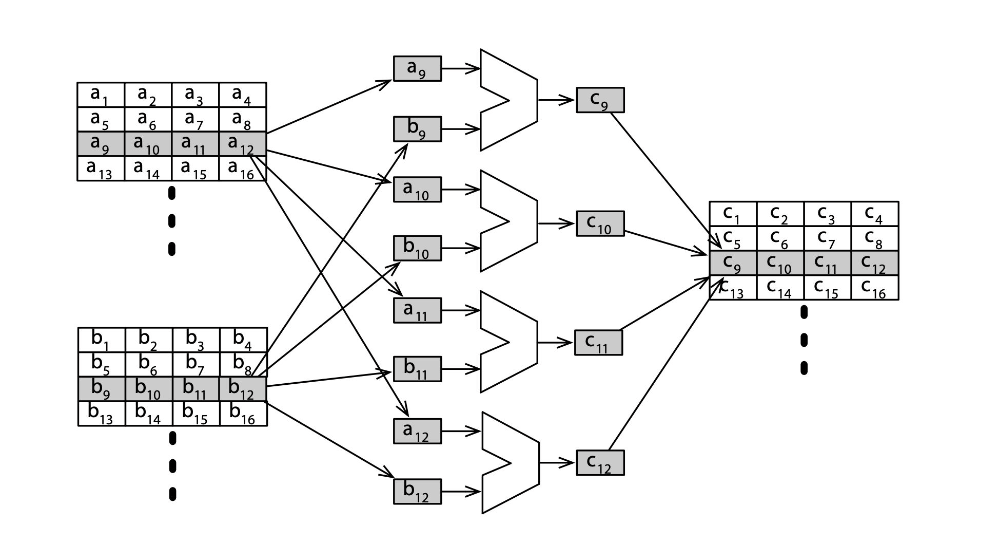 a1 a2 a3 a4
a5 a6 a7 a8
a9 a10 a11 a12
a13 a14 a15 a16
b1 b2 b3 b4
b5 b6 b7 b8
b9 b10 b11 b12
b13 b14 b15 b16
a9
b9
a10
b10
a11
b11
a12
b12
c9
c10
c11
c12
c1 c2 c3 c4
c5 c6 c7 c8
c9 c10 c11 c12
c13 c14 c15 c16